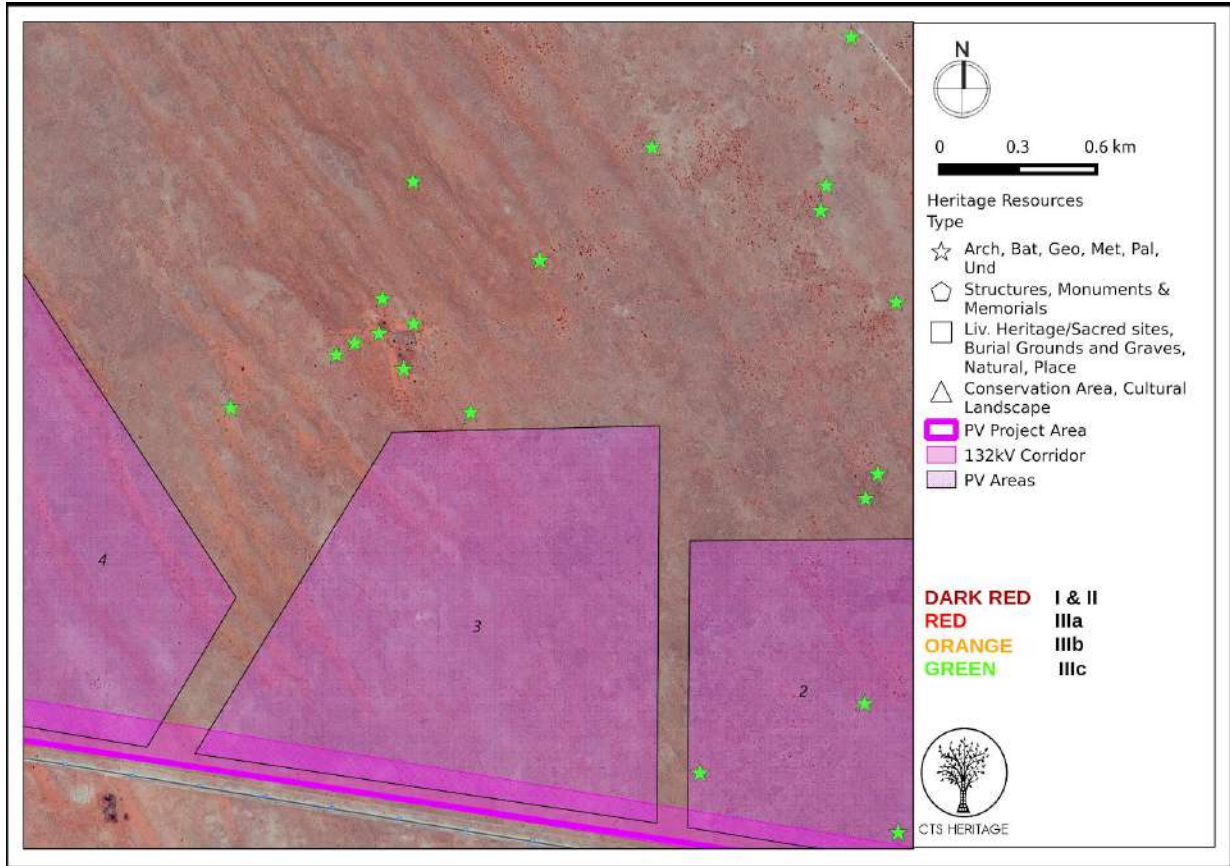 N
0 0.3 0.6 km
Heritage Resources
Type
Arch, Bat, Geo, Met, Pal,
Und
Structures, Monuments &
Memorials
Liv. Heritage/Sacred sites,
Burial Grounds and Graves,
Natural, Place
Conservation Area, Cultural
Landscape
PV Project Area
132kV Corridor
PV Areas
4
3
2
DARK RED I & II
RED IIIa
ORANGE IIIb
GREEN IIIc
CTS HERITAGE